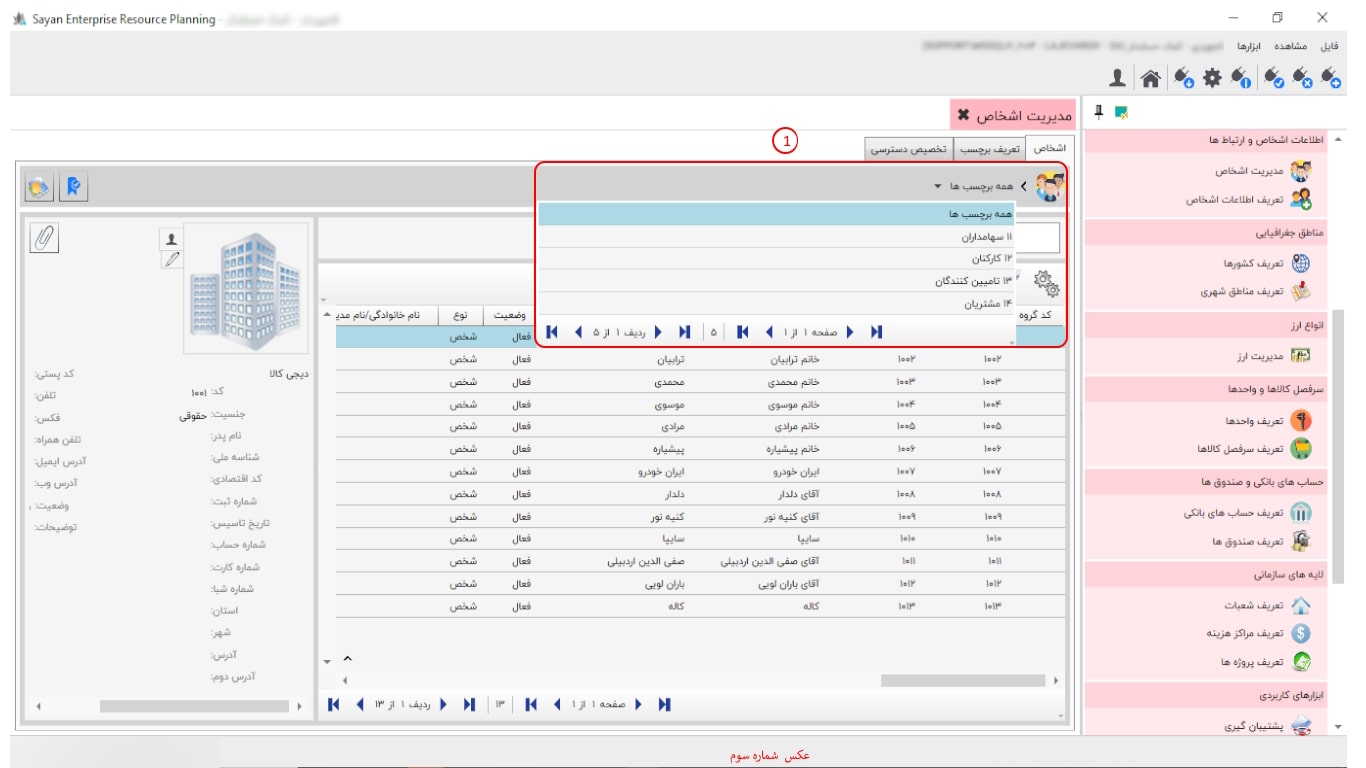 Sayan Enterprise Resource Planning -
فایل مشاهده ابزارها
مدیریت اشخاص
اطلاعات اشخاص و ارتباط ها
مدیریت اشخاص
تعریف اطلاعات اشخاص
مناطق جغرافیایی
تعریف کشورها
تعریف مناطق شهری
انواع ارز
مدیریت ارز
سرفصل کالاها و واحدها
تعریف واحدها
تعریف سرفصل کالاها
حساب های بانکی و صندوق ها
تعریف حساب های بانکی
تعریف صندوق ها
لایه های سازمانی
تعریف شعبات
تعریف مراکز هزینه
تعریف پروژه ها
ابزارهای کاربردی
پشتیبان گیری
اشخاص تعریف برچسب تخصیص دسترسی
1
همه برچسب ها
همه برچسب ها
۱۱ سهامداران
۱۲ کارکنان
۱۳ تامیین کنندگان
۱۴ مشتریان
صفحه ۱ از ۱ ۵ ردیف ۱ از ۵
کد گروه وضعیت نوع نام خانوادگی/نام مدیر
فعال شخص
۱۰۰۲ ۱۰۰۲ خانم ترابیان ترابیان فعال شخص
۱۰۰۳ ۱۰۰۳ خانم محمدی محمدی فعال شخص
۱۰۰۴ ۱۰۰۴ خانم موسوی موسوی فعال شخص
۱۰۰۵ ۱۰۰۵ خانم مرادی مرادی فعال شخص
۱۰۰۶ ۱۰۰۶ خانم پیشیاره پیشیاره فعال شخص
۱۰۰۷ ۱۰۰۷ ایران خودرو ایران خودرو فعال شخص
۱۰۰۸ ۱۰۰۸ آقای دلدار دلدار فعال شخص
۱۰۰۹ ۱۰۰۹ آقای کنیه نور کنیه نور فعال شخص
۱۰۱۰ ۱۰۱۰ سایپا سایپا فعال شخص
۱۰۱۱ ۱۰۱۱ آقای صفی الدین اردبیلی صفی الدین اردبیلی فعال شخص
۱۰۱۲ ۱۰۱۲ آقای باران لویی باران لویی فعال شخص
۱۰۱۳ ۱۰۱۳ کاله کاله فعال شخص
صفحه ۱ از ۱ ۱۳ ردیف ۱ از ۱۳
دیجی کالا
کد: ۱۰۰۱
جنسیت: حقوقی
نام پدر:
شناسه ملی:
کد اقتصادی:
شماره ثبت:
تاریخ تاسیس:
شماره حساب:
شماره کارت:
شماره شبا:
استان:
شهر:
آدرس:
آدرس دوم:
کد پستی:
تلفن:
فکس:
تلفن همراه:
آدرس ایمیل:
آدرس وب:
وضعیت:
توضیحات:
عکس شماره سوم